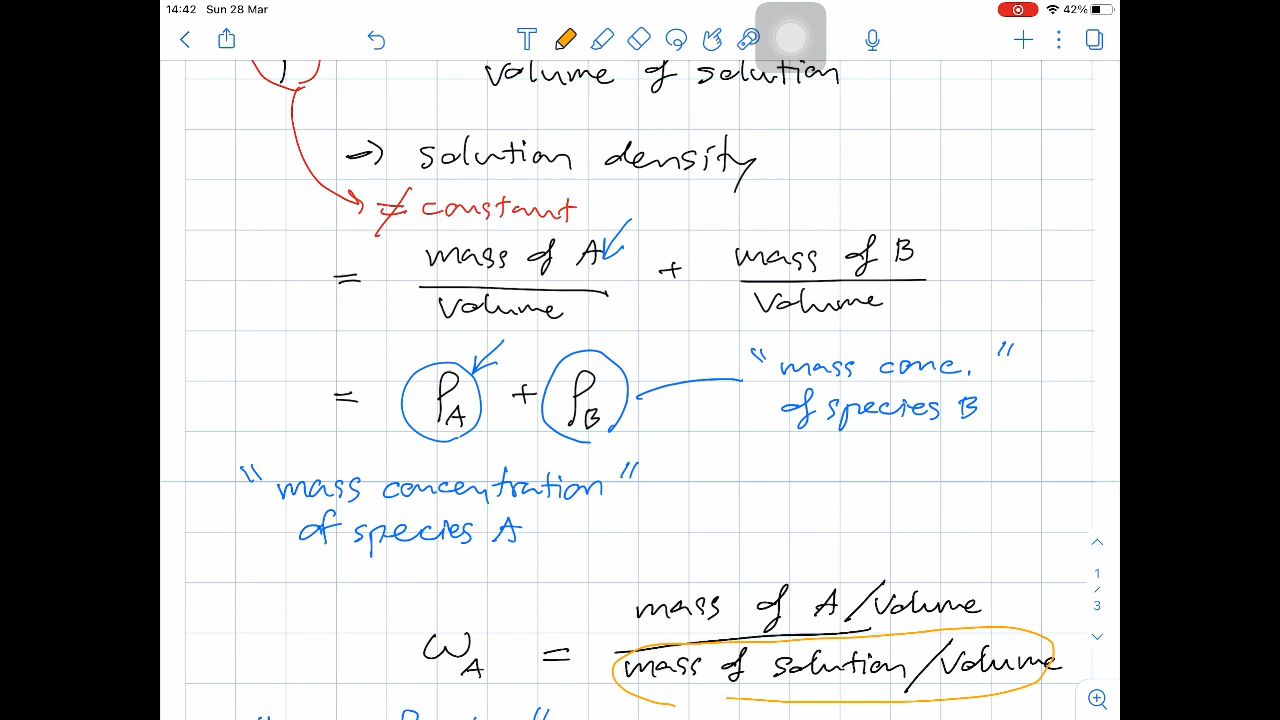 14:42 Sun 28 Mar 42%
T
volume of solution
→ solution density
≠ constant
= mass of A / volume + mass of B / volume
= ρA + ρB
"mass conc."
of species B
"mass concentration"
of species A
1
/
3
ωA = mass of A/volume
mass of solution/volume